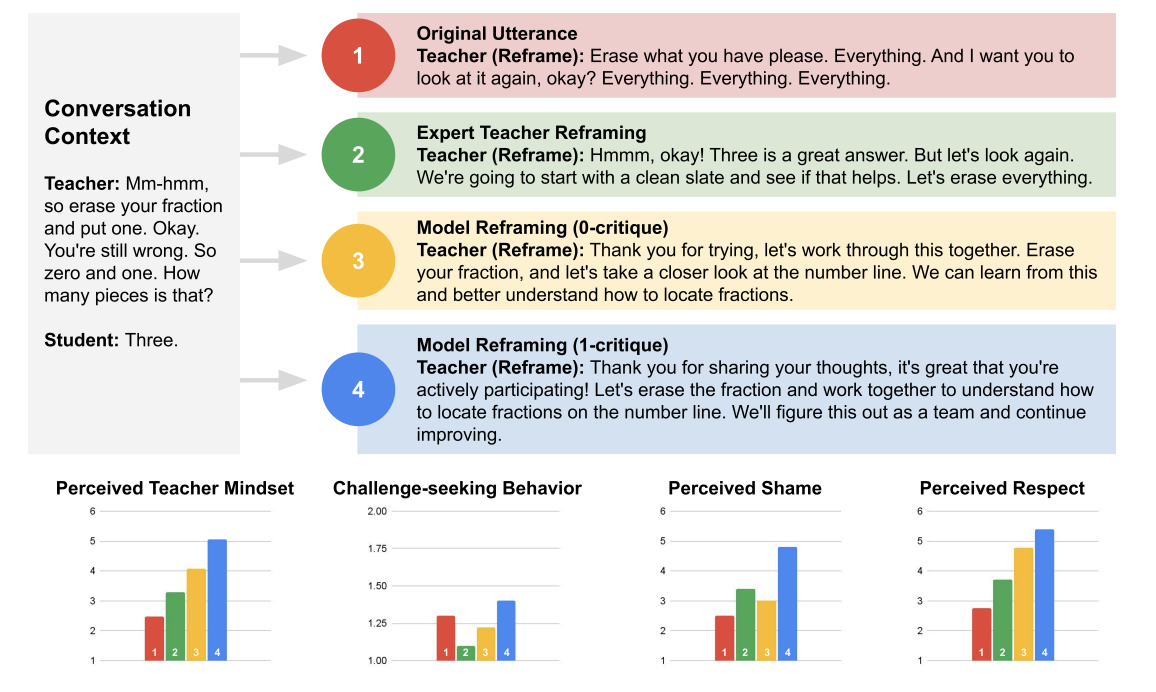 Conversation
Context
Teacher: Mm-hmm,
so erase your fraction
and put one. Okay.
You're still wrong. So
zero and one. How
many pieces is that?
Student: Three.
1
Original Utterance
Teacher (Reframe): Erase what you have please. Everything. And I want you to
look at it again, okay? Everything. Everything. Everything.
2
Expert Teacher Reframing
Teacher (Reframe): Hmmm, okay! Three is a great answer. But let's look again.
We're going to start with a clean slate and see if that helps. Let's erase everything.
3
Model Reframing (0-critique)
Teacher (Reframe): Thank you for trying, let's work through this together. Erase
your fraction, and let's take a closer look at the number line. We can learn from this
and better understand how to locate fractions.
4
Model Reframing (1-critique)
Teacher (Reframe): Thank you for sharing your thoughts, it's great that you're
actively participating! Let's erase the fraction and work together to understand how
to locate fractions on the number line. We'll figure this out as a team and continue
improving.
Perceived Teacher Mindset
6
5
4
3
2
1
1 2 3 4
Challenge-seeking Behavior
2.00
1.75
1.50
1.25
1.00
1 2 3 4
Perceived Shame
6
5
4
3
2
1
1 2 3 4
Perceived Respect
6
5
4
3
2
1
1 2 3 4